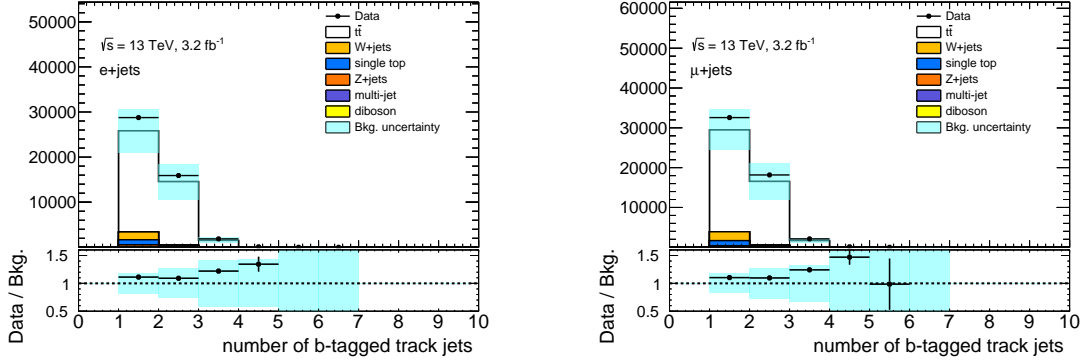 50000
40000
30000
20000
10000
√s = 13 TeV, 3.2 fb⁻¹
e+jets
Data
tt̄
W+jets
single top
Z+jets
multi-jet
diboson
Bkg. uncertainty
Data / Bkg.
1.5
1
0.5
0 1 2 3 4 5 6 7 8 9 10
number of b-tagged track jets
60000
50000
40000
30000
20000
10000
√s = 13 TeV, 3.2 fb⁻¹
μ+jets
Data
tt̄
W+jets
single top
Z+jets
multi-jet
diboson
Bkg. uncertainty
Data / Bkg.
1.5
1
0.5
0 1 2 3 4 5 6 7 8 9 10
number of b-tagged track jets